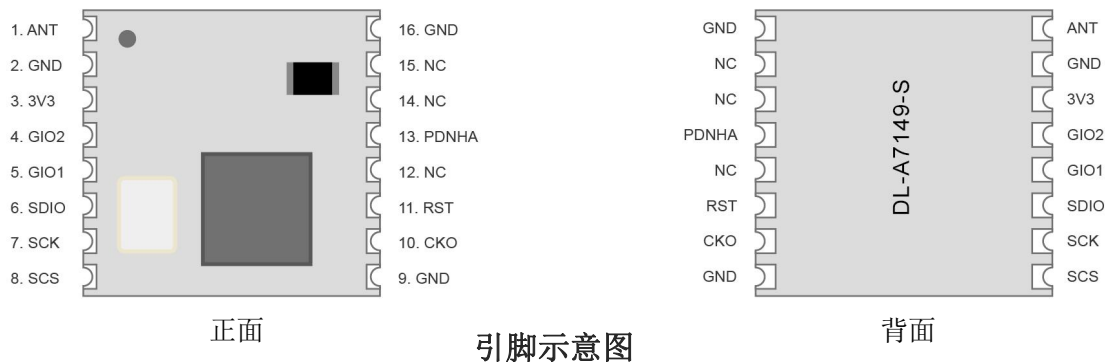 1. ANT
2. GND
3. 3V3
4. GIO2
5. GIO1
6. SDIO
7. SCK
8. SCS
16. GND
15. NC
14. NC
13. PDNHA
12. NC
11. RST
10. CKO
9. GND
正面
GND
NC
NC
PDNHA
NC
RST
CKO
GND
DL-A7149-S
ANT
GND
3V3
GIO2
GIO1
SDIO
SCK
SCS
背面
引脚示意图